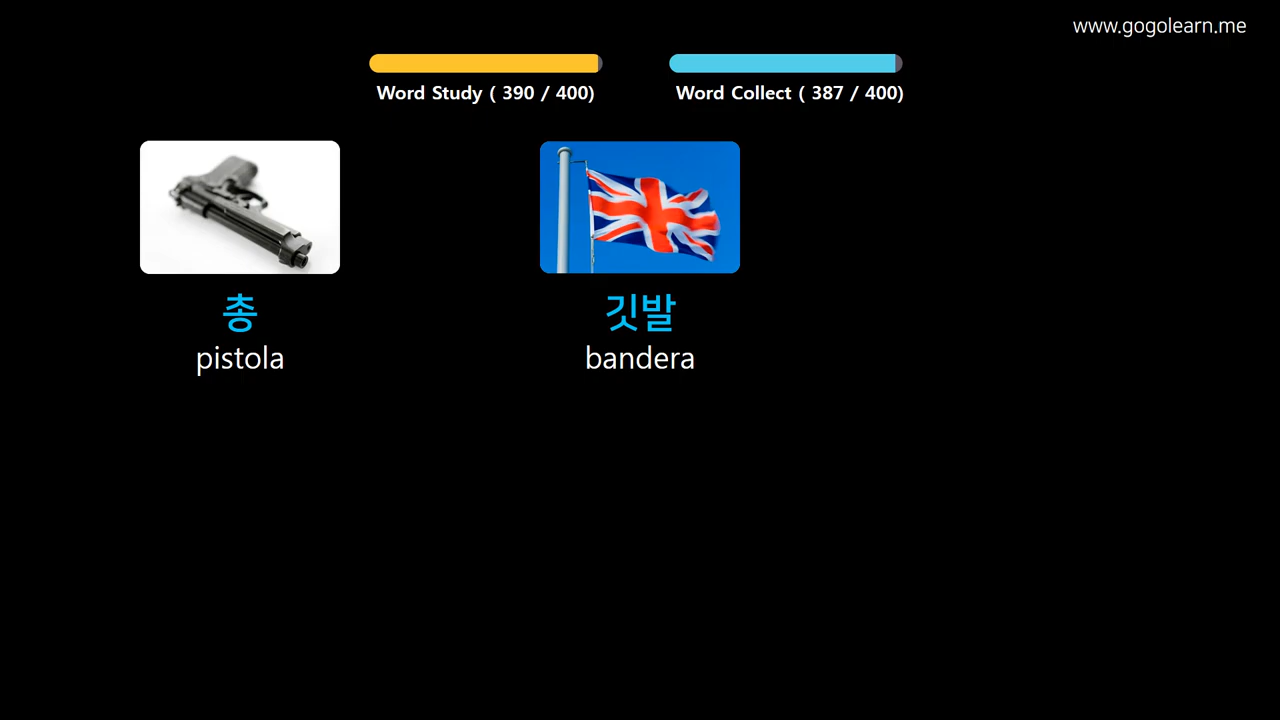 www.gogolearn.me
Word Study ( 390 / 400)
Word Collect ( 387 / 400)
총
pistola
깃발
bandera